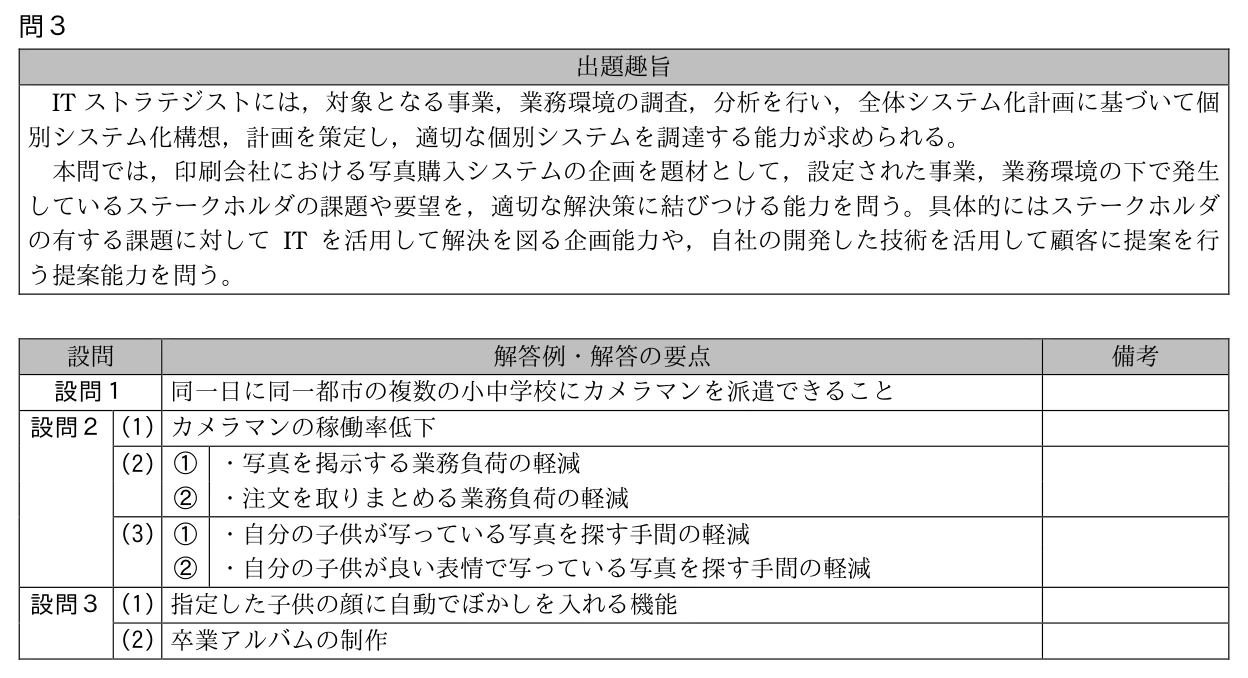 問3
出題趣旨
IT ストラテジストには，対象となる事業，業務環境の調査，分析を行い，全体システム化計画に基づいて個
別システム化構想，計画を策定し，適切な個別システムを調達する能力が求められる。
本問では，印刷会社における写真購入システムの企画を題材として，設定された事業，業務環境の下で発生
しているステークホルダの課題や要望を，適切な解決策に結びつける能力を問う。具体的にはステークホルダ
の有する課題に対して IT を活用して解決を図る企画能力や，自社の開発した技術を活用して顧客に提案を行
う提案能力を問う。
設問 解答例・解答の要点 備考
設問1 同一日に同一都市の複数の小中学校にカメラマンを派遣できること
設問2 (1) カメラマンの稼働率低下
(2) ① ・写真を掲示する業務負荷の軽減
② ・注文を取りまとめる業務負荷の軽減
(3) ① ・自分の子供が写っている写真を探す手間の軽減
② ・自分の子供が良い表情で写っている写真を探す手間の軽減
設問3 (1) 指定した子供の顔に自動でぼかしを入れる機能
(2) 卒業アルバムの制作